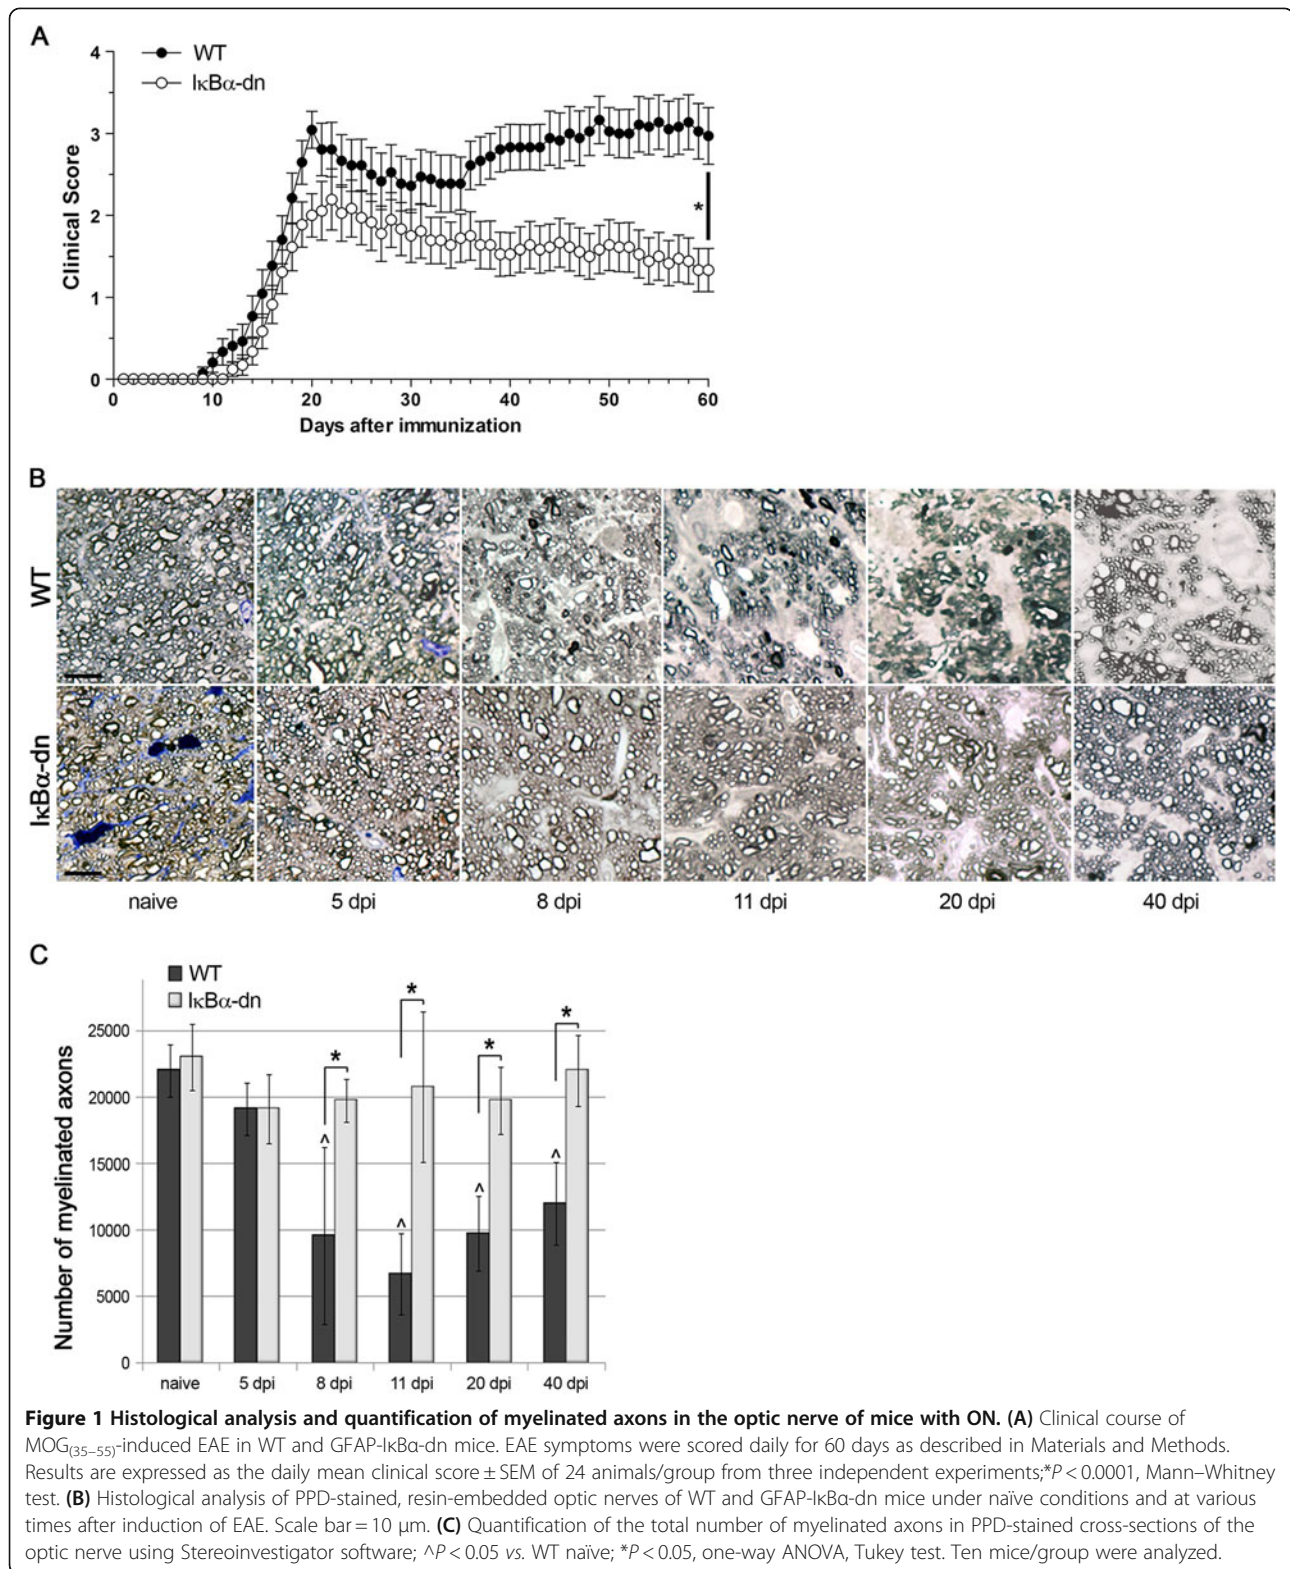 A
WT
IκBα-dn
4
3
2
1
0
Clinical Score
*
0 10 20 30 40 50 60
Days after immunization
B
WT
IκBα-dn
naive 5 dpi 8 dpi 11 dpi 20 dpi 40 dpi
C
WT
IκBα-dn
Number of myelinated axons
25000
20000
15000
10000
5000
0
* * * *
^ ^ ^ ^
naive 5 dpi 8 dpi 11 dpi 20 dpi 40 dpi
Figure 1 Histological analysis and quantification of myelinated axons in the optic nerve of mice with ON. (A) Clinical course of
MOG(35–55)-induced EAE in WT and GFAP-IκBα-dn mice. EAE symptoms were scored daily for 60 days as described in Materials and Methods.
Results are expressed as the daily mean clinical score ± SEM of 24 animals/group from three independent experiments;*P < 0.0001, Mann–Whitney
test. (B) Histological analysis of PPD-stained, resin-embedded optic nerves of WT and GFAP-IκBα-dn mice under naïve conditions and at various
times after induction of EAE. Scale bar = 10 μm. (C) Quantification of the total number of myelinated axons in PPD-stained cross-sections of the
optic nerve using Stereoinvestigator software; ^P < 0.05 vs. WT naïve; *P < 0.05, one-way ANOVA, Tukey test. Ten mice/group were analyzed.